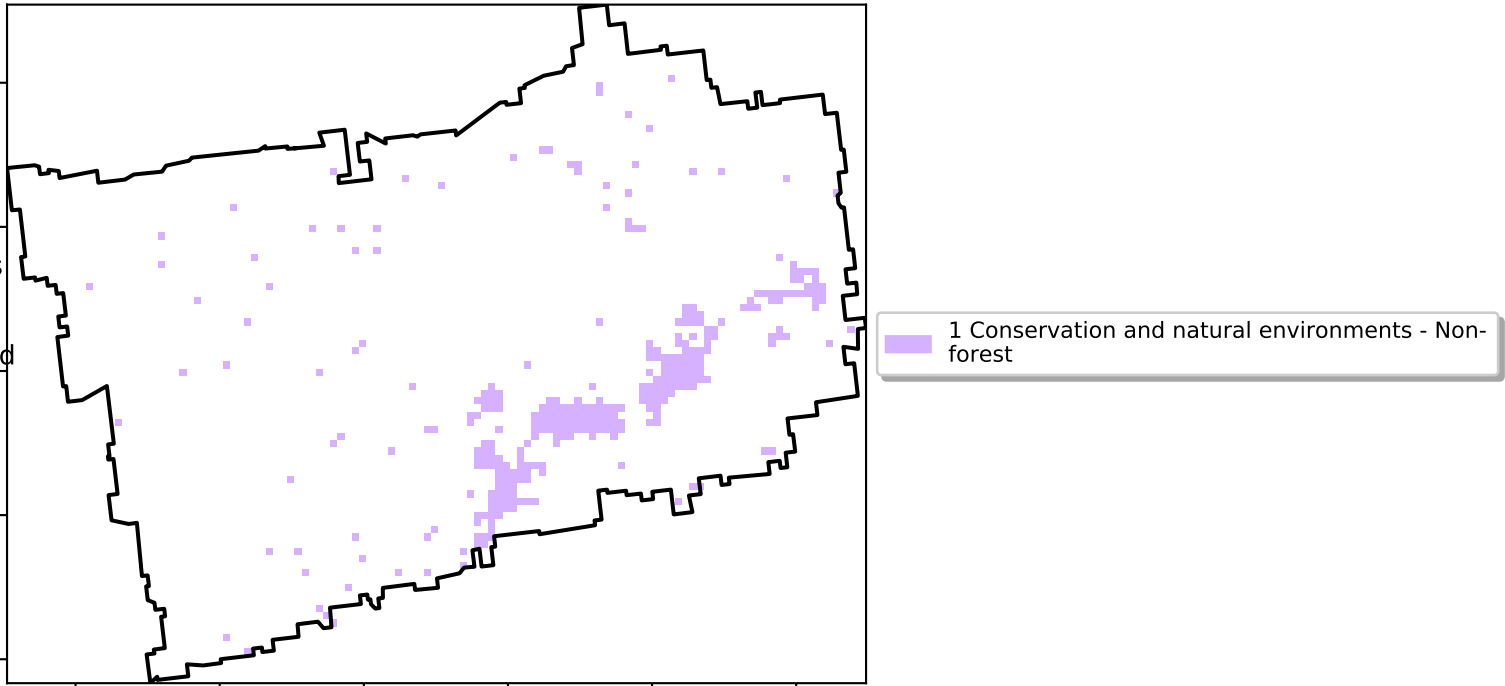 d
1 Conservation and natural environments - Non-
forest